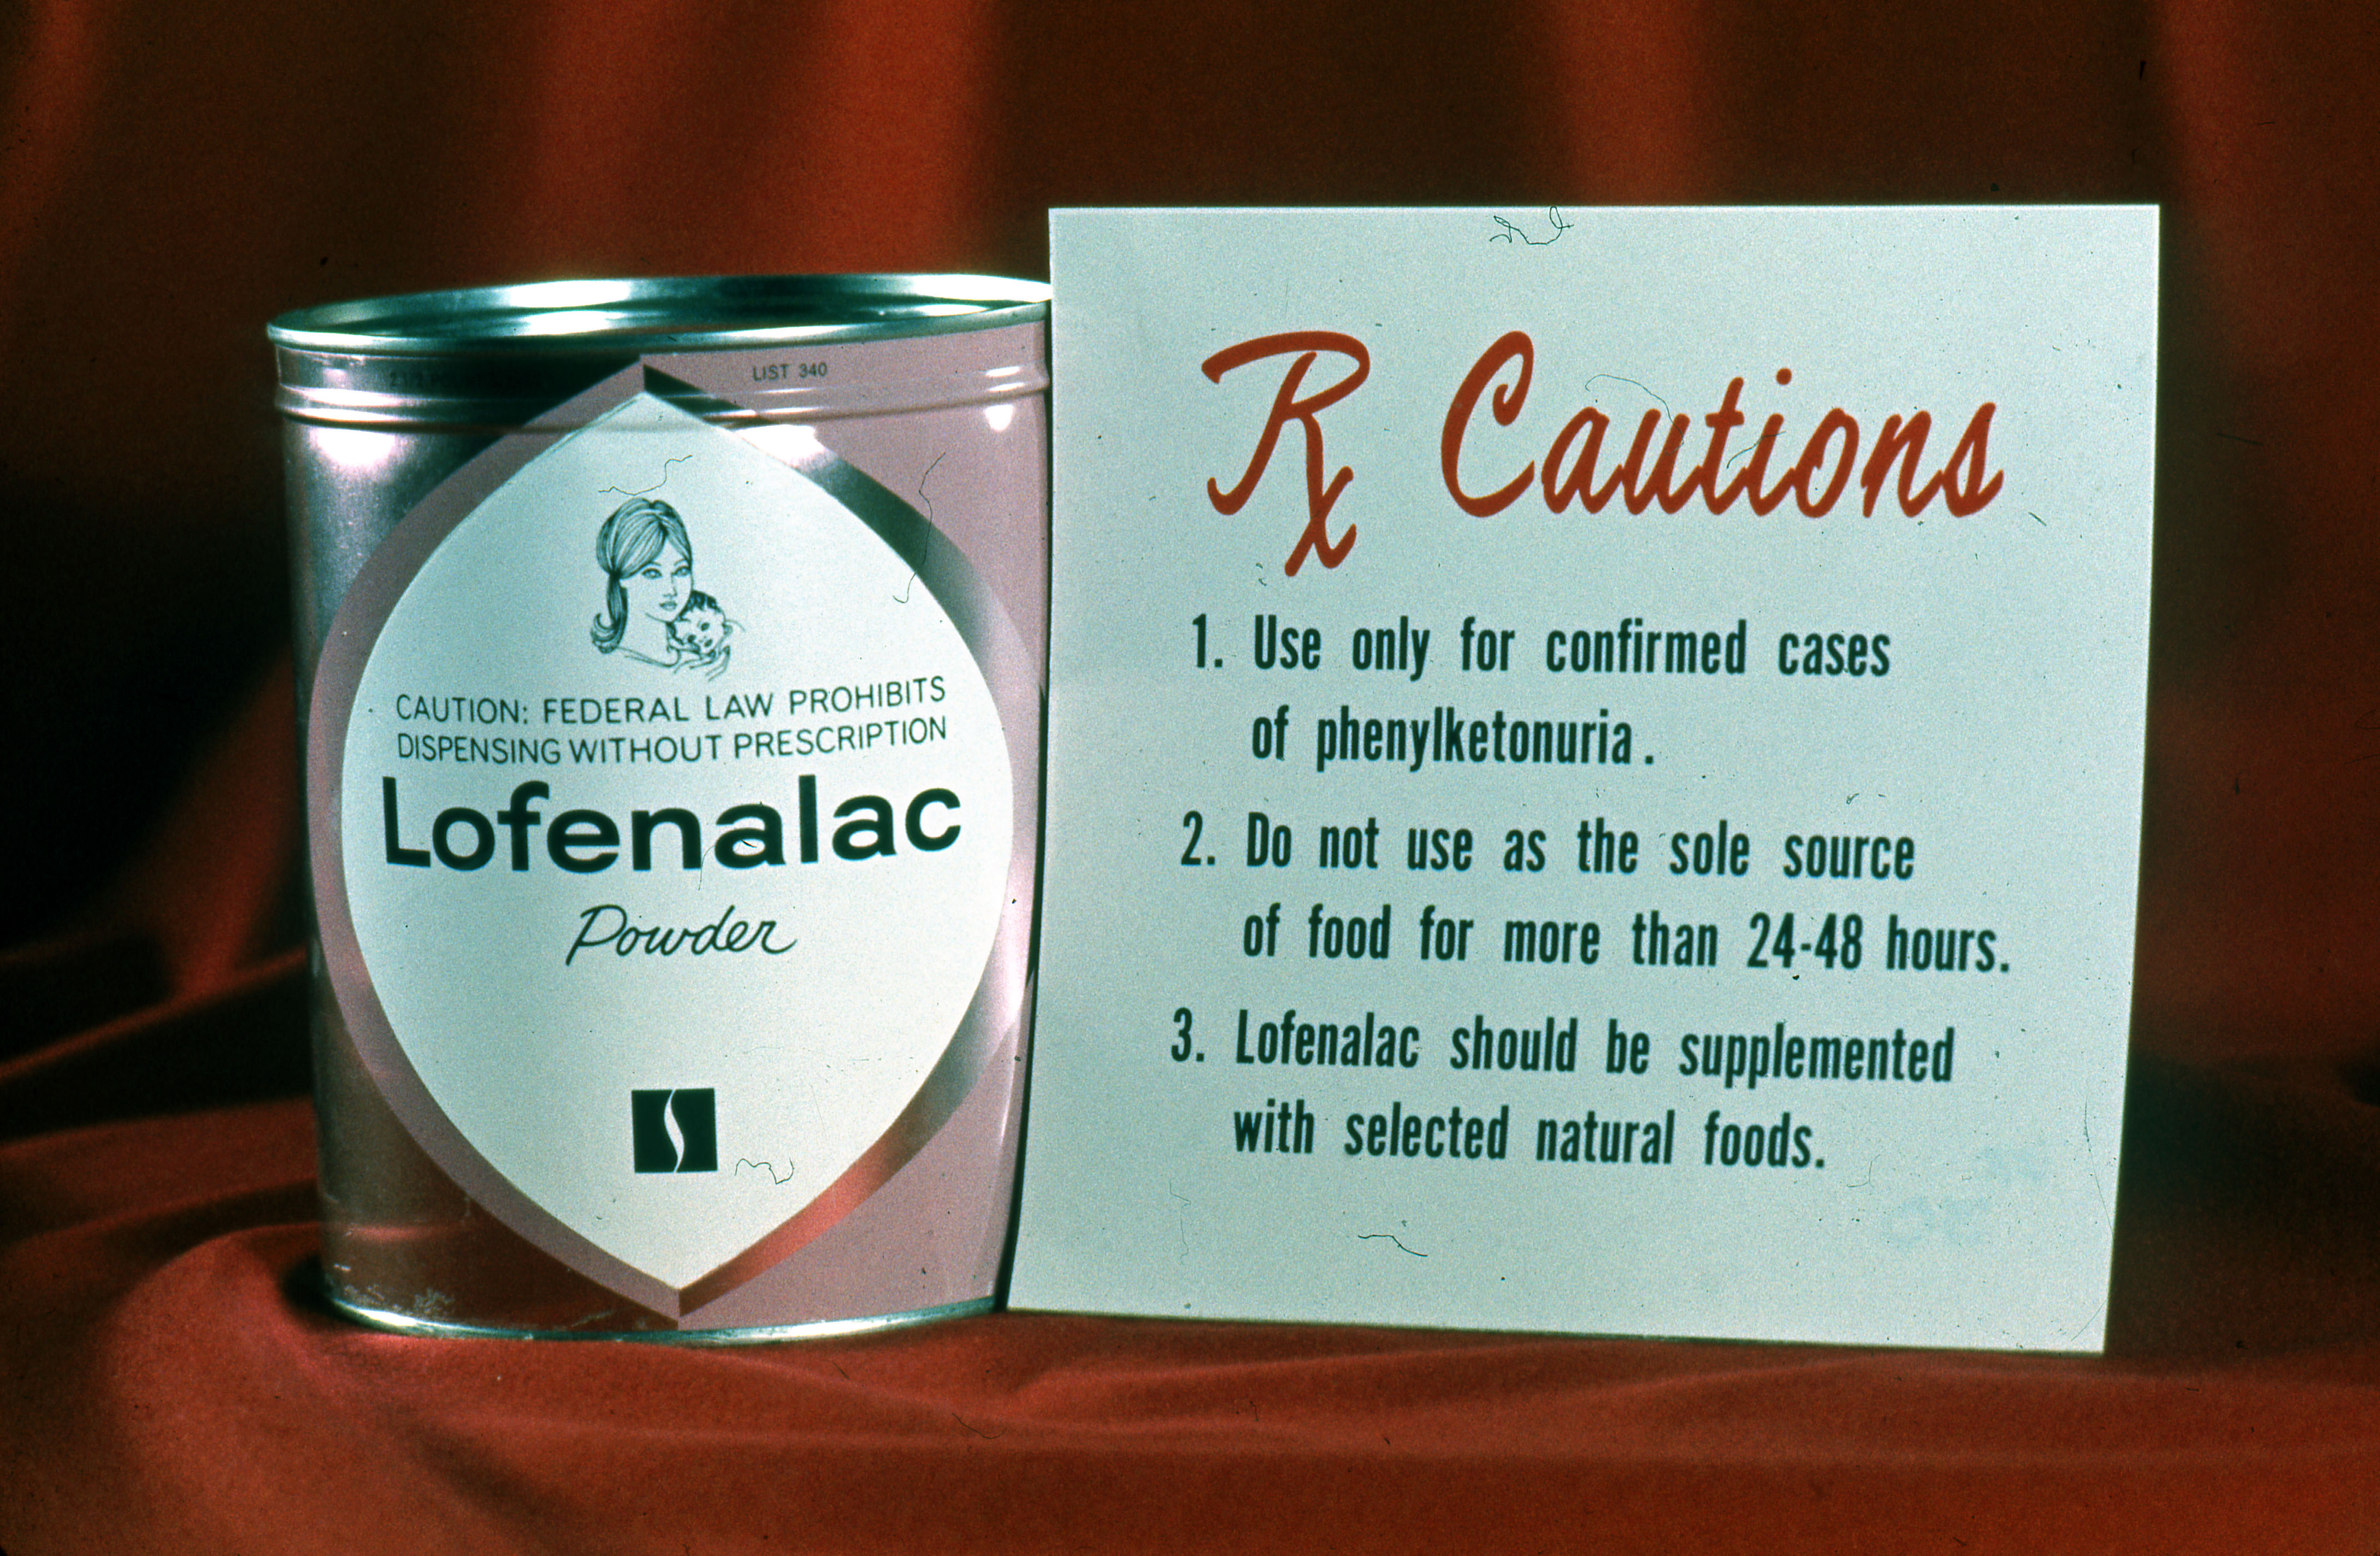 LIST 340
CAUTION: FEDERAL LAW PROHIBITS
DISPENSING WITHOUT PRESCRIPTION
Lofenalac
Powder
Rx Cautions
1. Use only for confirmed cases
of phenylketonuria.
2. Do not use as the sole source
of food for more than 24-48 hours.
3. Lofenalac should be supplemented
with selected natural foods.